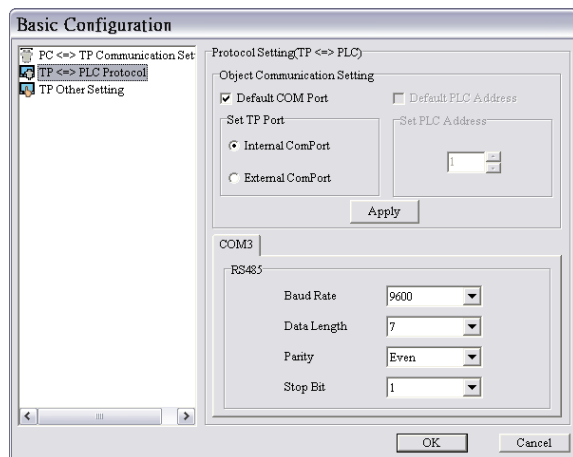 Basic Configuration
PC <=> TP Communication Set
TP <=> PLC Protocol
TP Other Setting
Protocol Setting(TP <=> PLC)
Object Communication Setting
Default COM Port
Default PLC Address
Set TP Port
Internal ComPort
External ComPort
Set PLC Address
1
Apply
COM3
RS485
Baud Rate
9600
Data Length
7
Parity
Even
Stop Bit
1
OK
Cancel